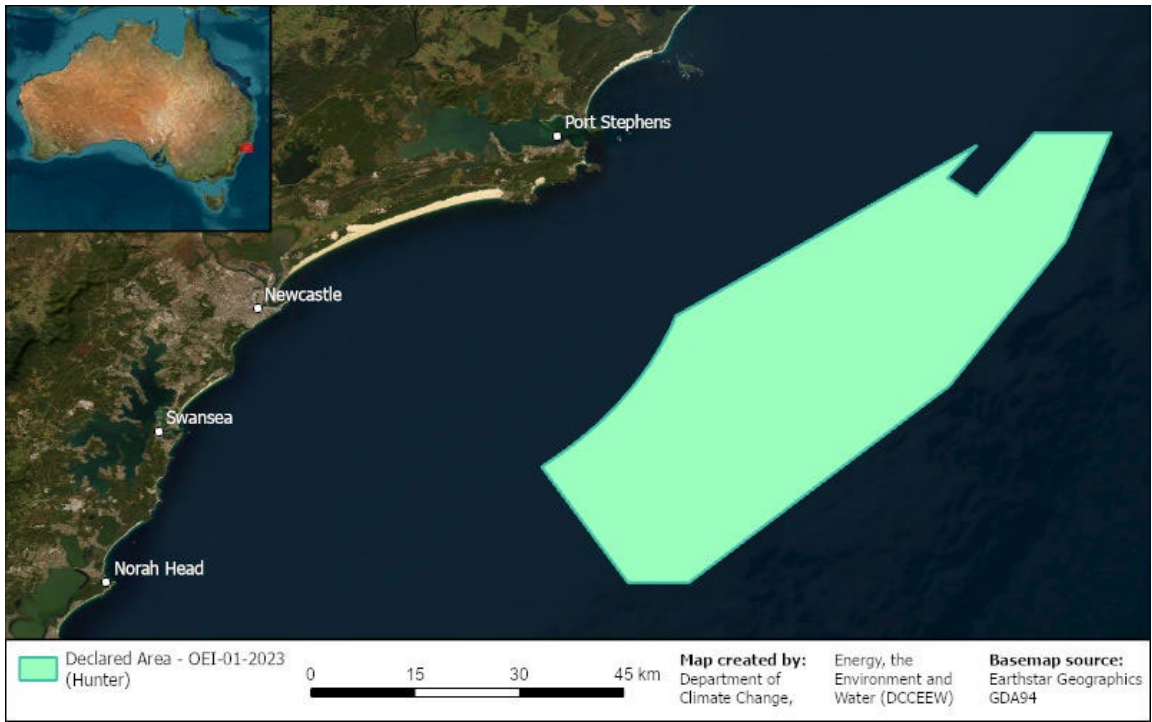 Port Stephens
Newcastle
Swansea
Norah Head
Declared Area - OEI-01-2023
(Hunter)
0 15 30 45 km
Map created by:
Department of
Climate Change,
Energy, the
Environment and
Water (DCCEEW)
Basemap source:
Earthstar Geographics
GDA94